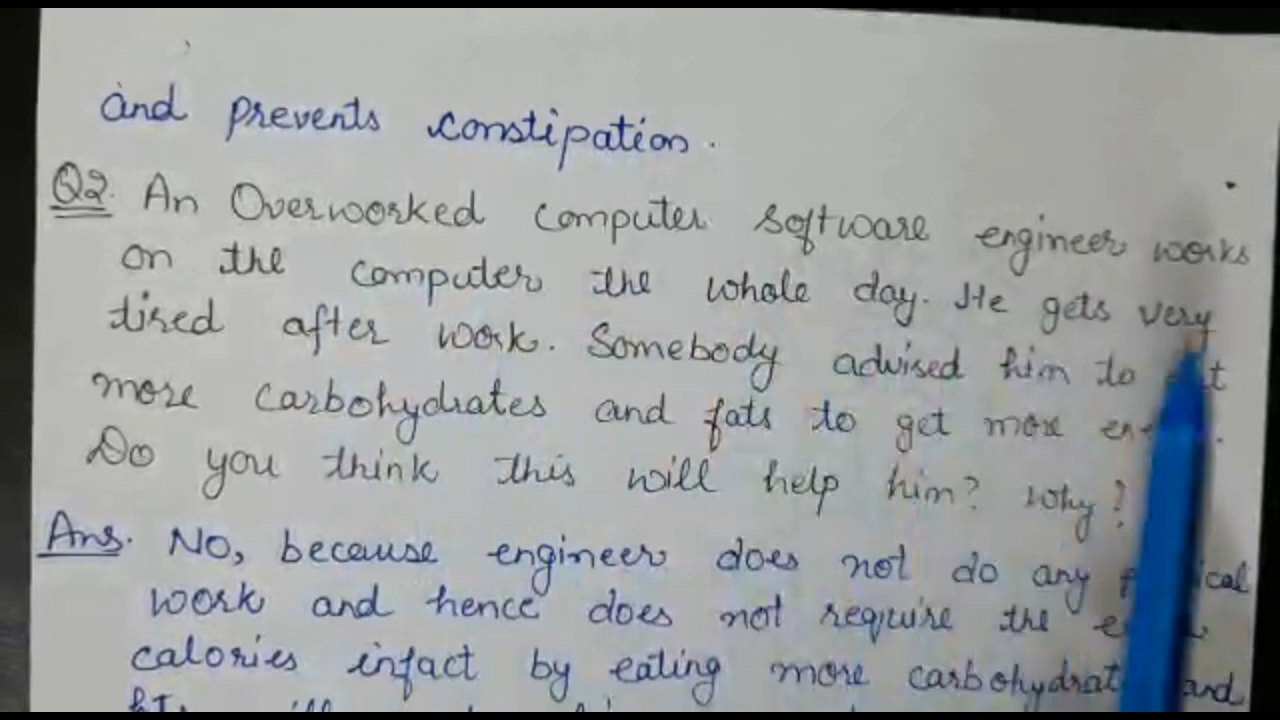 and prevents constipation.
Q2. An Overworked computer software engineer works
on the computer the whole day. He gets very
tired after work. Somebody advised him to
more carbohydrates and fats to get more
Do you think this will help him? Why?
Ans. No, because engineer does not do any
work and hence does not require the
calories infact by eating more carbohydrat and